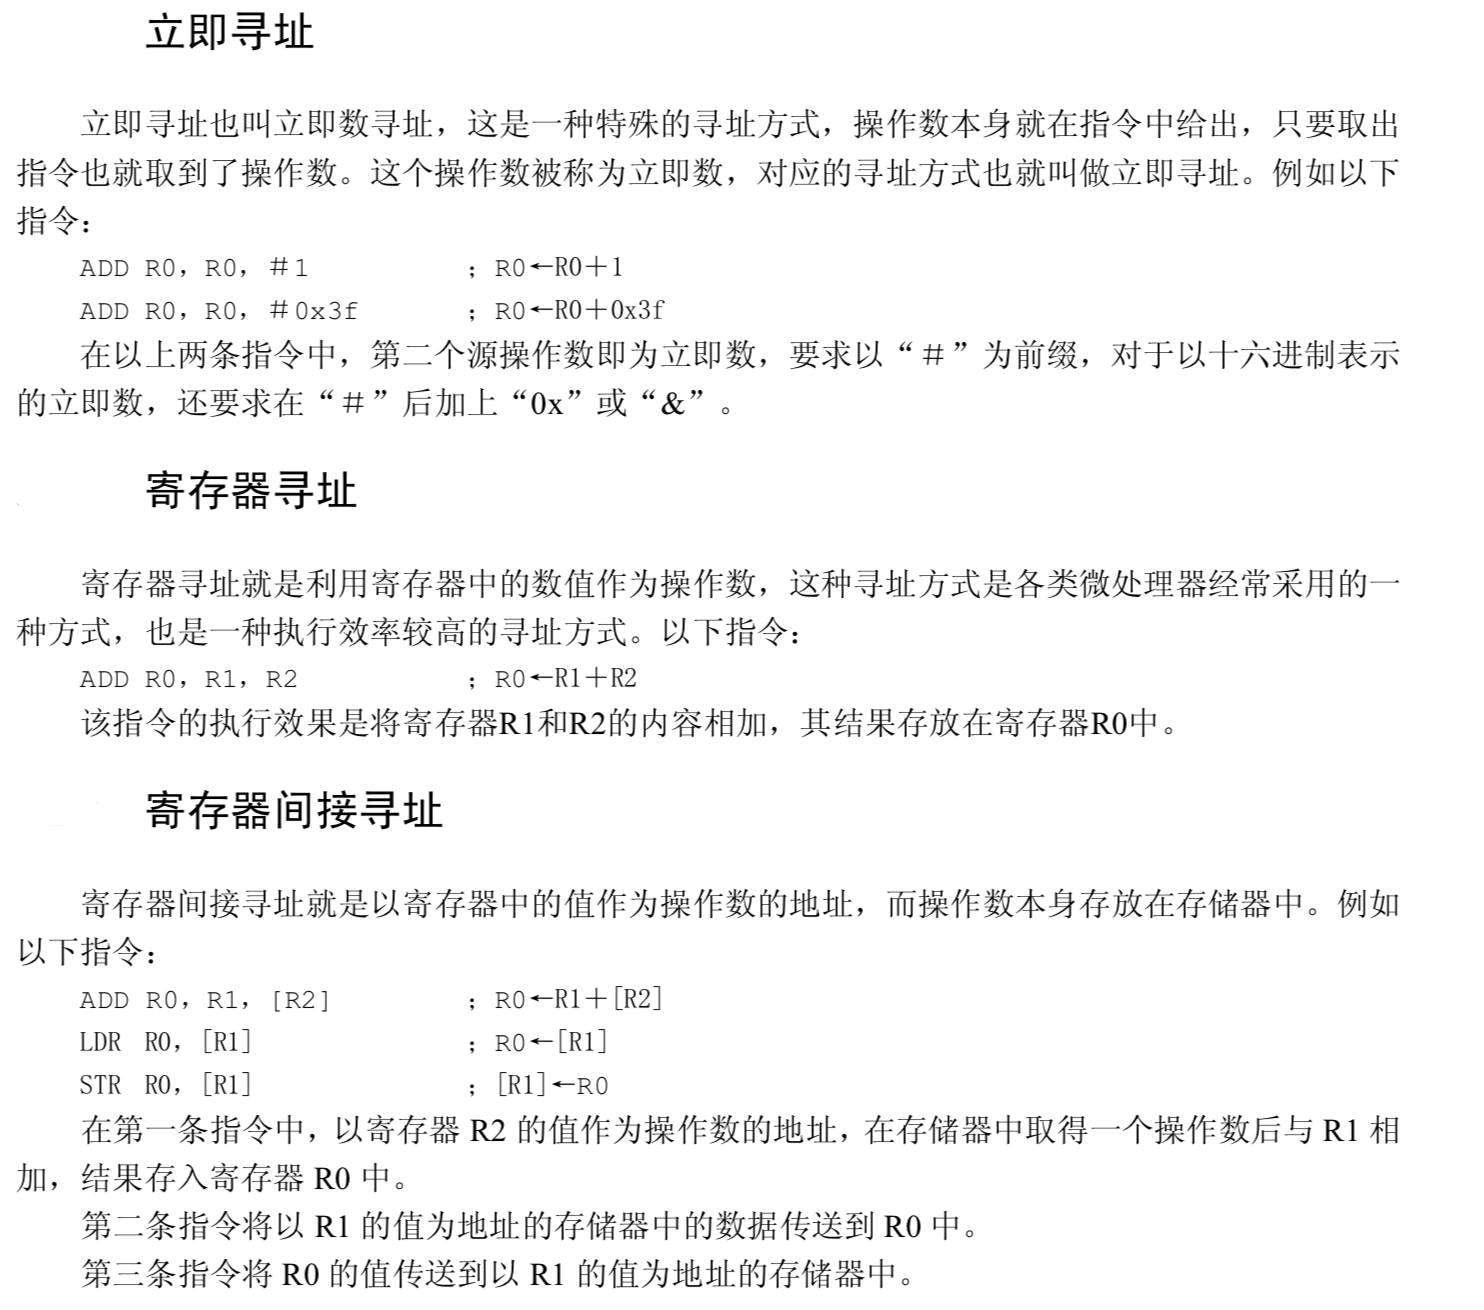 立即寻址
立即寻址也叫立即数寻址，这是一种特殊的寻址方式，操作数本身就在指令中给出，只要取出
指令也就取到了操作数。这个操作数被称为立即数，对应的寻址方式也就叫做立即寻址。例如以下
指令：
ADD R0，R0，＃1 ；R0←R0＋1
ADD R0，R0，＃0x3f ；R0←R0＋0x3f
在以上两条指令中，第二个源操作数即为立即数，要求以“＃”为前缀，对于以十六进制表示
的立即数，还要求在“＃”后加上“0x”或“&”。
寄存器寻址
寄存器寻址就是利用寄存器中的数值作为操作数，这种寻址方式是各类微处理器经常采用的一
种方式，也是一种执行效率较高的寻址方式。以下指令：
ADD R0，R1，R2 ；R0←R1＋R2
该指令的执行效果是将寄存器R1和R2的内容相加，其结果存放在寄存器R0中。
寄存器间接寻址
寄存器间接寻址就是以寄存器中的值作为操作数的地址，而操作数本身存放在存储器中。例如
以下指令：
ADD R0，R1，[R2] ；R0←R1＋[R2]
LDR R0，[R1] ；R0←[R1]
STR R0，[R1] ；[R1]←R0
在第一条指令中，以寄存器 R2 的值作为操作数的地址，在存储器中取得一个操作数后与 R1 相
加，结果存入寄存器 R0 中。
第二条指令将以 R1 的值为地址的存储器中的数据传送到 R0 中。
第三条指令将 R0 的值传送到以 R1 的值为地址的存储器中。